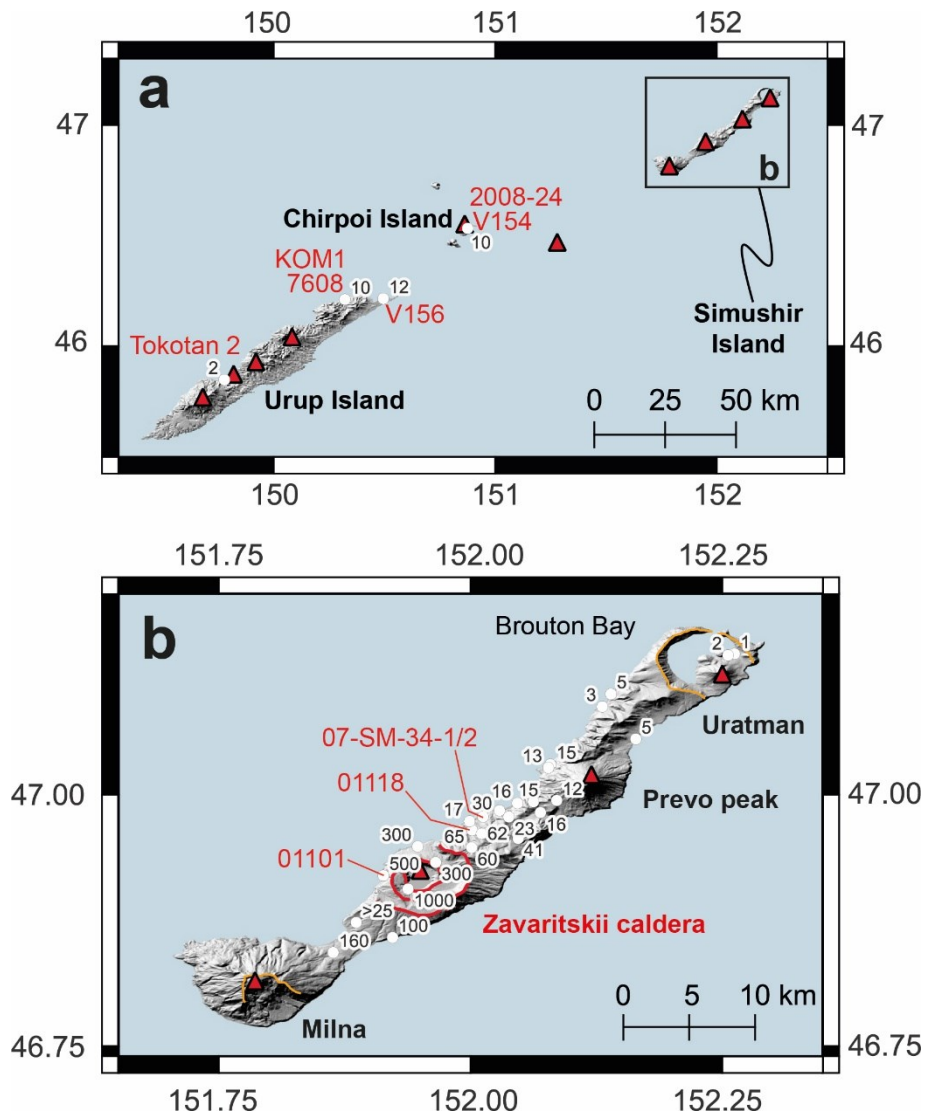 150
151
152
a
47
47
b
2008-24
V154
Chirpoi Island
10
KOM1
7608
10
12
V156
Simushir
Island
Tokotan 2
2
46
46
Urup Island
0 25 50 km
150
151
152
151.75
152.00
152.25
b
Brouton Bay
2
1
3
5
5
Uratman
07-SM-34-1/2
13
15
01118
47.00
47.00
Prevo peak
17
30
16
15
12
300
65
62
23
16
01101
500
300
60
41
1000
>25
100
Zavaritskii caldera
160
0 5 10 km
Milna
46.75
46.75
151.75
152.00
152.25